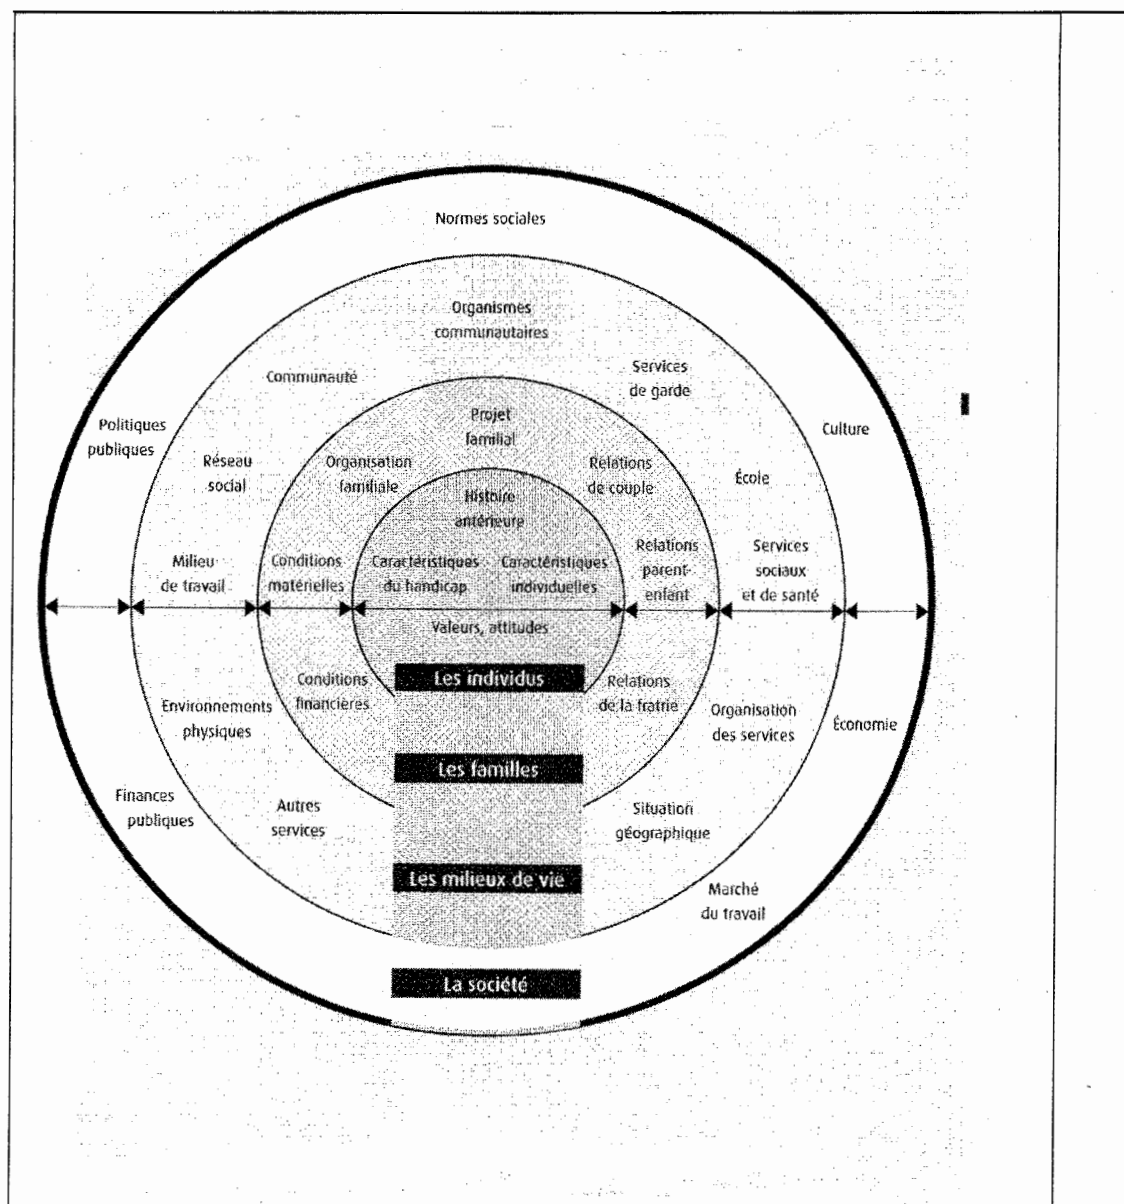 Normes sociales
Organismes
communautaires
Services
de garde
Communauté
Projet
familial
Politiques
publiques
Culture
Réseau
social
Organisation
familiale
Relations
de couple
École
Histoire
antérieure
Milieu
de travail
Conditions
matérielles
Caractéristiques
du handicap
Caractéristiques
individuelles
Relations
parent-
enfant
Services
sociaux
et de santé
Valeurs, attitudes
Les individus
Conditions
financières
Relations
de la fratrie
Environnements
physiques
Organisation
des services
Économie
Les familles
Finances
publiques
Autres
services
Situation
géographique
Les milieux de vie
Marché
du travail
La société